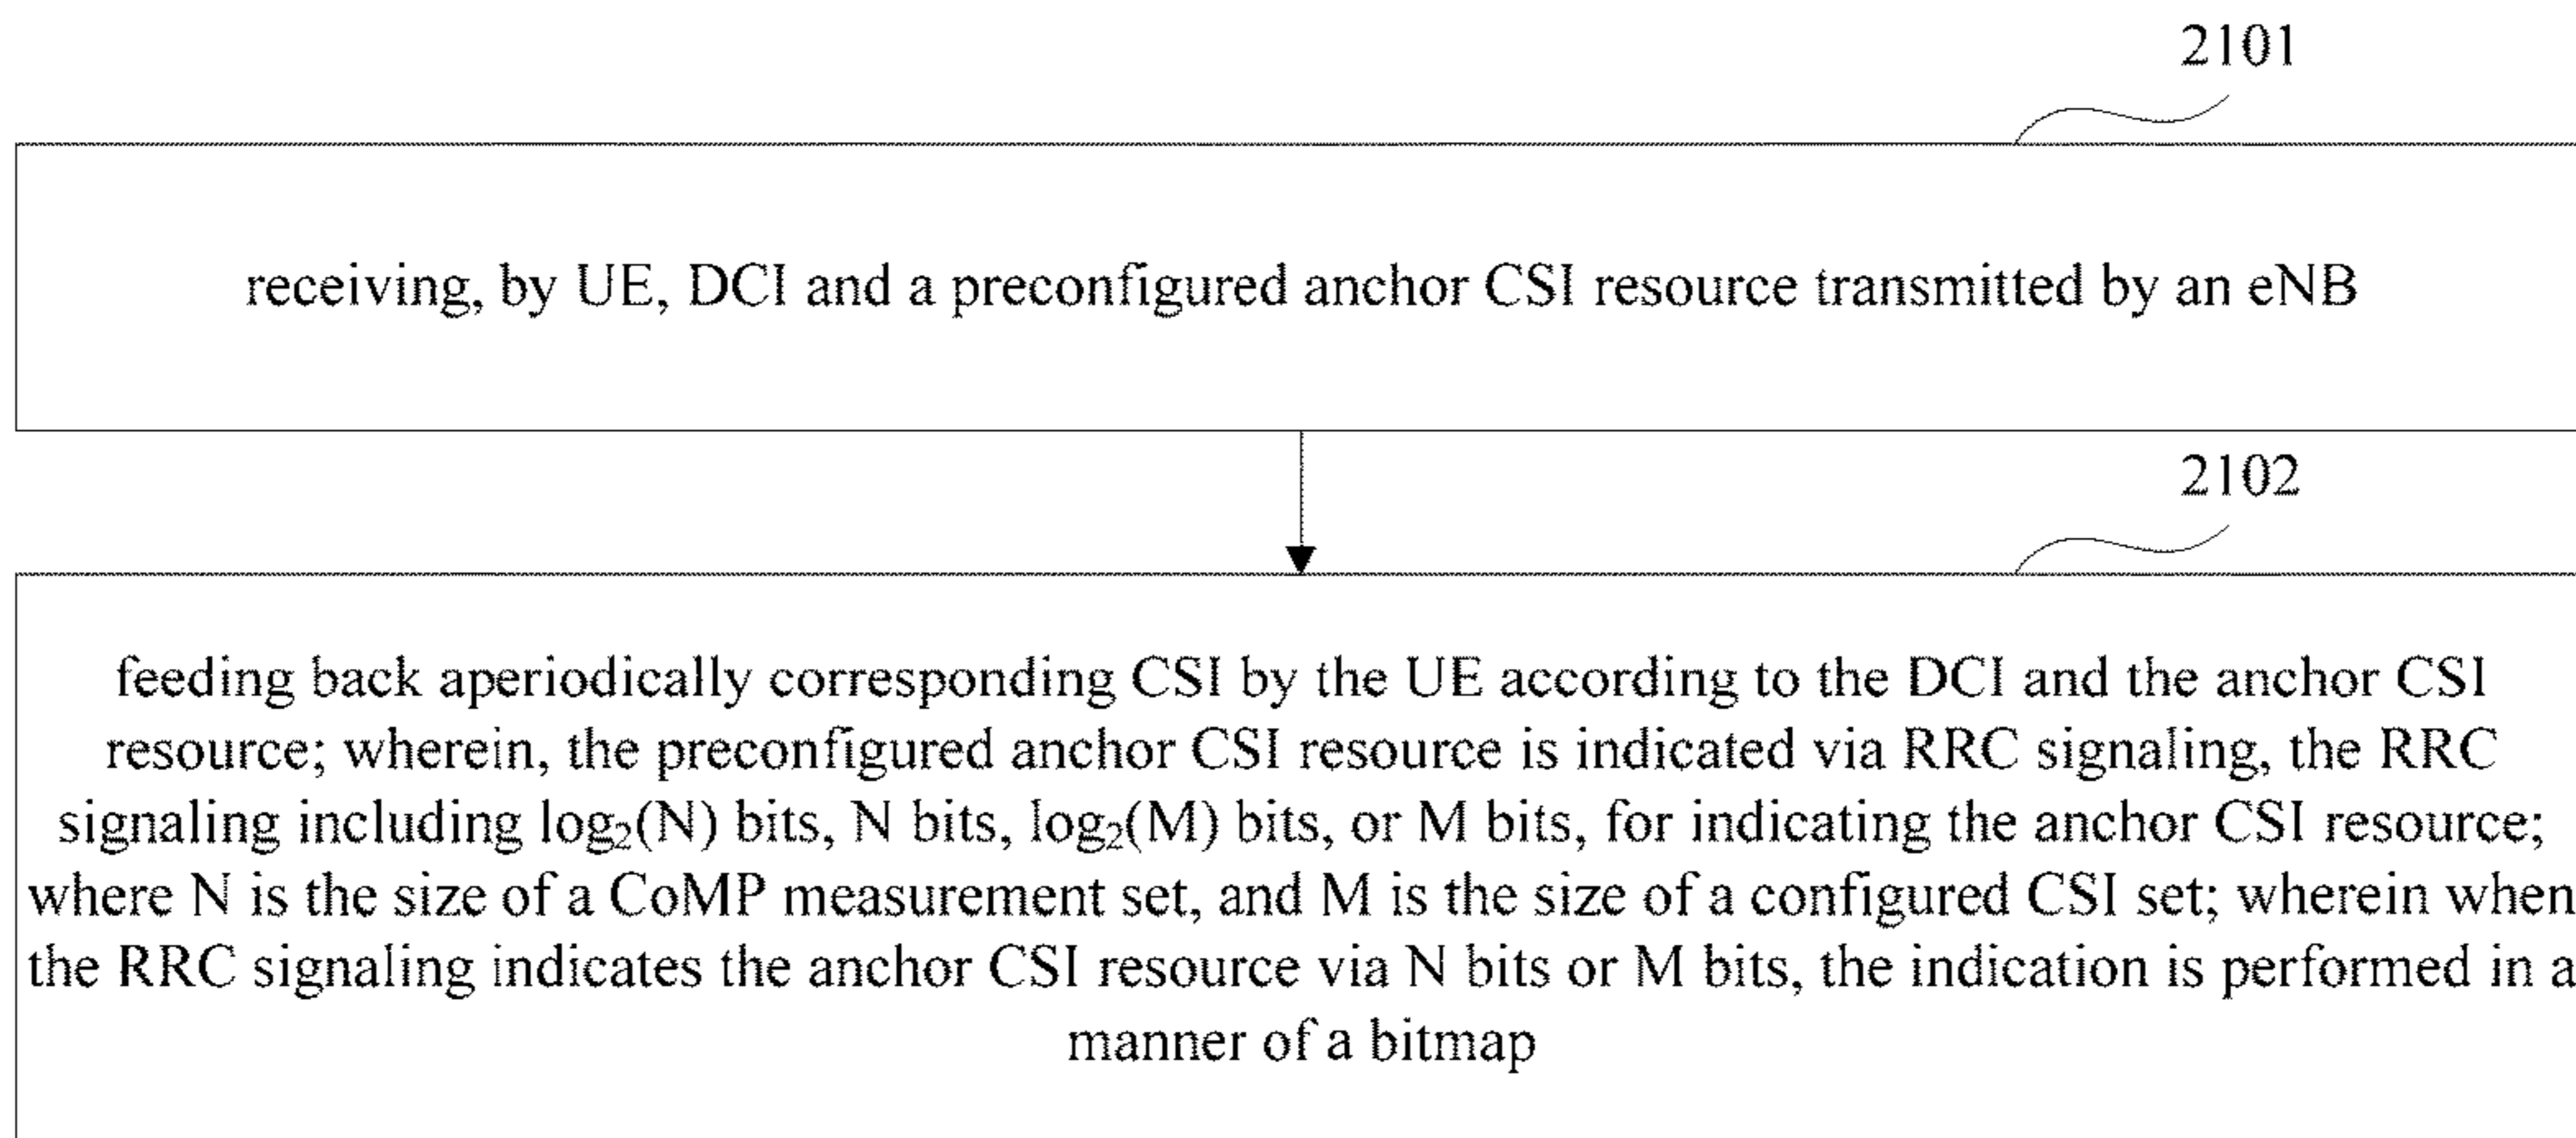 2101
receiving, by UE, DCI and a preconfigured anchor CSI resource transmitted by an eNB
2102
feeding back aperiodically corresponding CSI by the UE according to the DCI and the anchor CSI
resource; wherein, the preconfigured anchor CSI resource is indicated via RRC signaling, the RRC
signaling including log₂(N) bits, N bits, log₂(M) bits, or M bits, for indicating the anchor CSI resource;
where N is the size of a CoMP measurement set, and M is the size of a configured CSI set; wherein when
the RRC signaling indicates the anchor CSI resource via N bits or M bits, the indication is performed in a
manner of a bitmap